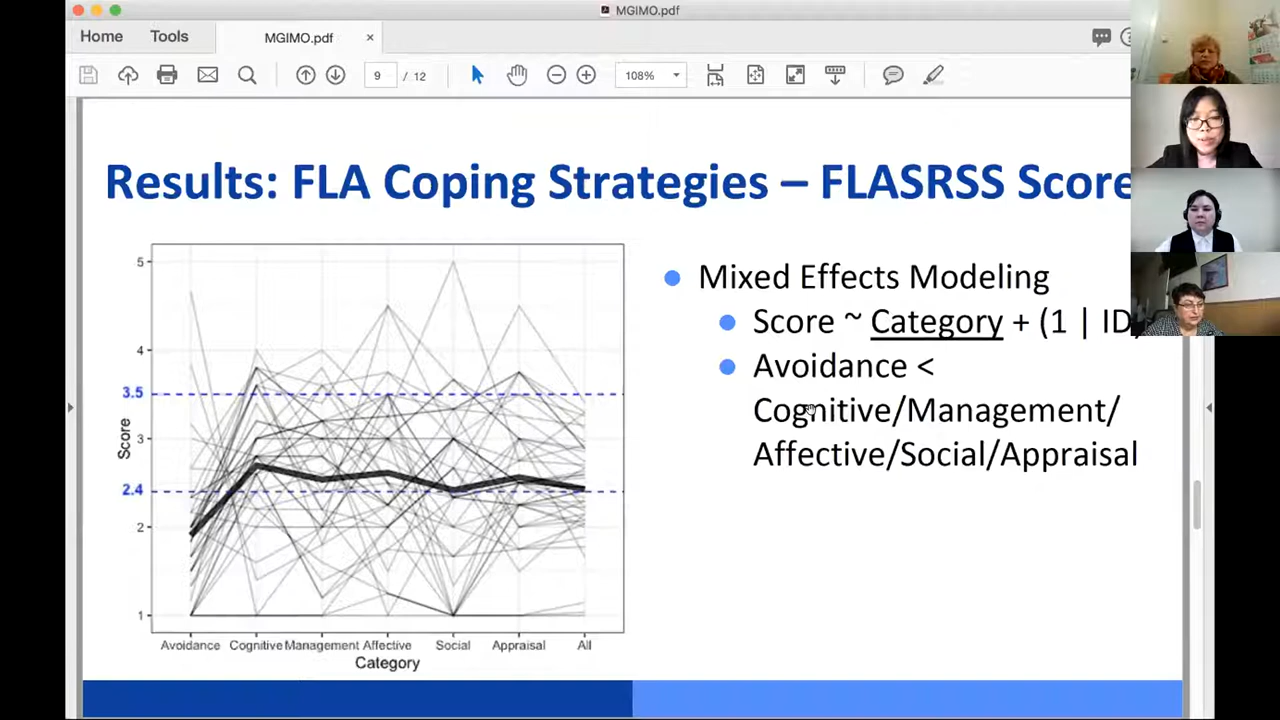 MGIMO.pdf
Home Tools MGIMO.pdf ×
9 / 12 108%
Results: FLA Coping Strategies – FLASRSS Score
Mixed Effects Modeling
Score ~ Category + (1 | ID)
Avoidance <
Cognitive/Management/
Affective/Social/Appraisal
5
4
3.5
3
2.4
2
1
Score
Avoidance Cognitive Management Affective Social Appraisal All
Category